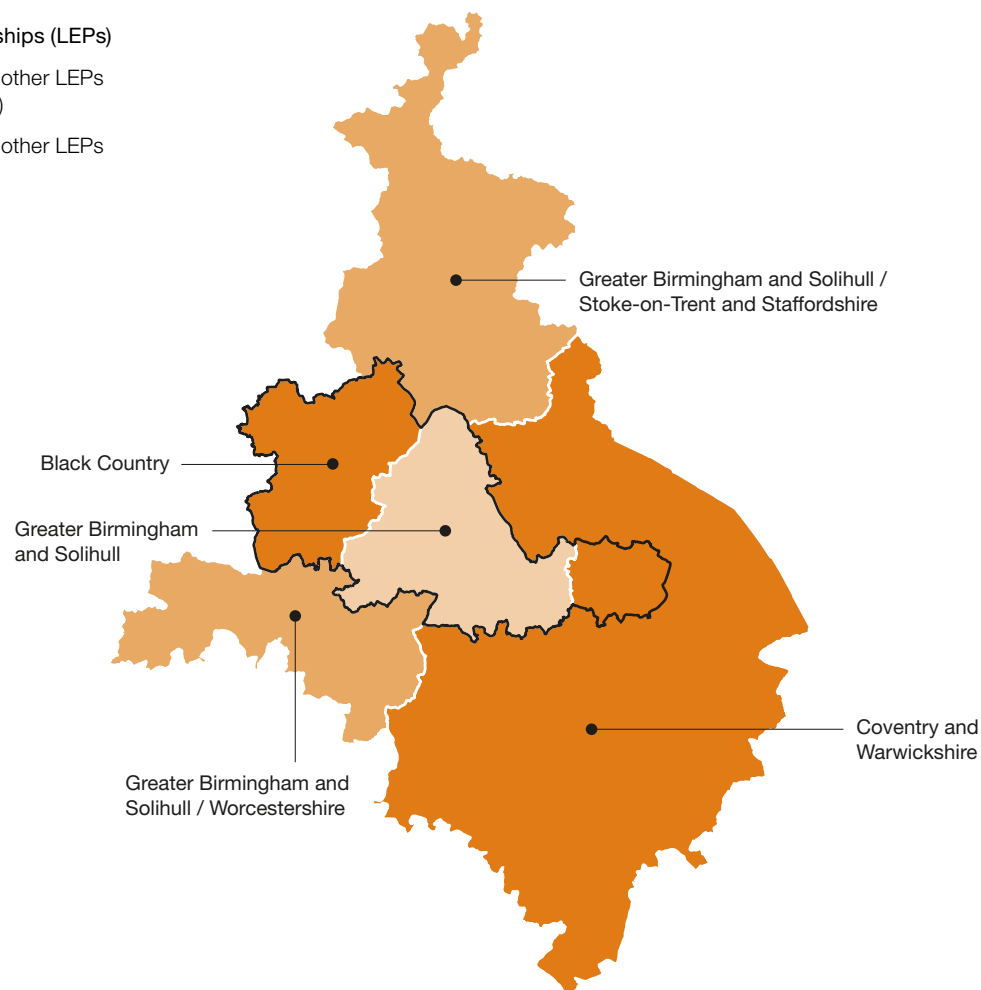 ships (LEPs)
other LEPs
)
other LEPs
Greater Birmingham and Solihull /
Stoke-on-Trent and Staffordshire
Black Country
Greater Birmingham
and Solihull
Greater Birmingham and
Solihull / Worcestershire
Coventry and
Warwickshire